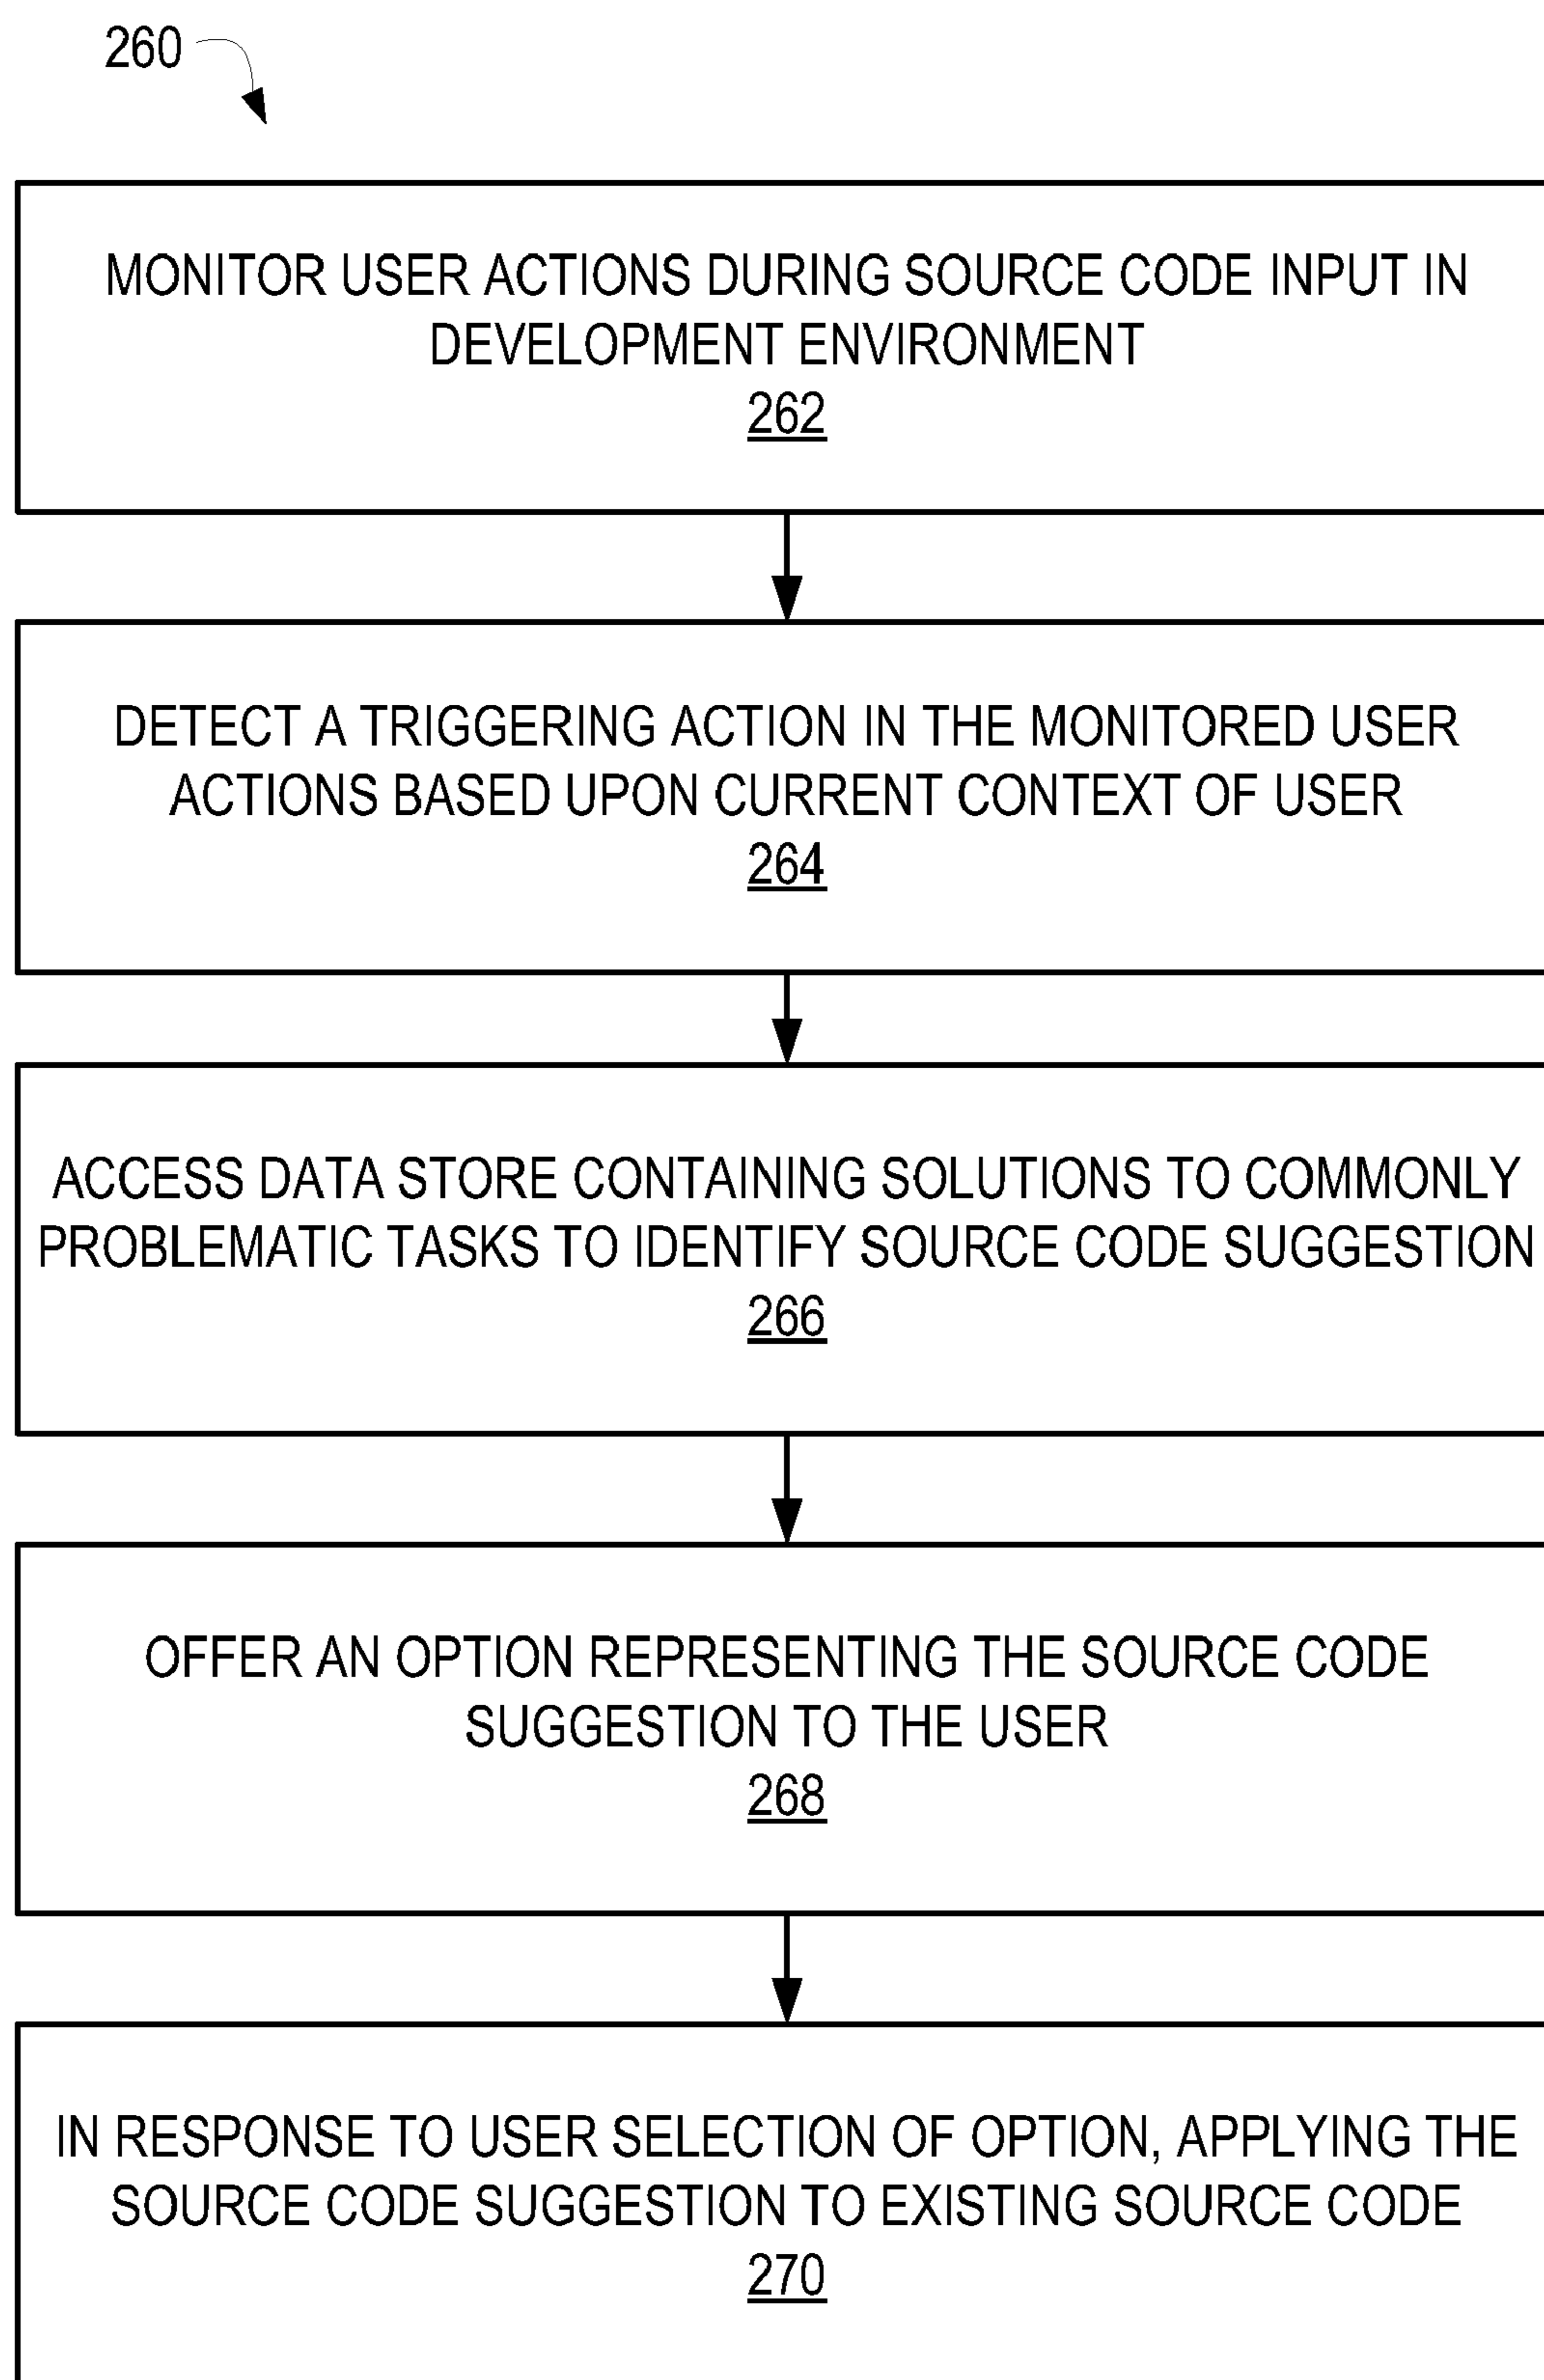 260
MONITOR USER ACTIONS DURING SOURCE CODE INPUT IN
DEVELOPMENT ENVIRONMENT
262
DETECT A TRIGGERING ACTION IN THE MONITORED USER
ACTIONS BASED UPON CURRENT CONTEXT OF USER
264
ACCESS DATA STORE CONTAINING SOLUTIONS TO COMMONLY
PROBLEMATIC TASKS TO IDENTIFY SOURCE CODE SUGGESTION
266
OFFER AN OPTION REPRESENTING THE SOURCE CODE
SUGGESTION TO THE USER
268
IN RESPONSE TO USER SELECTION OF OPTION, APPLYING THE
SOURCE CODE SUGGESTION TO EXISTING SOURCE CODE
270